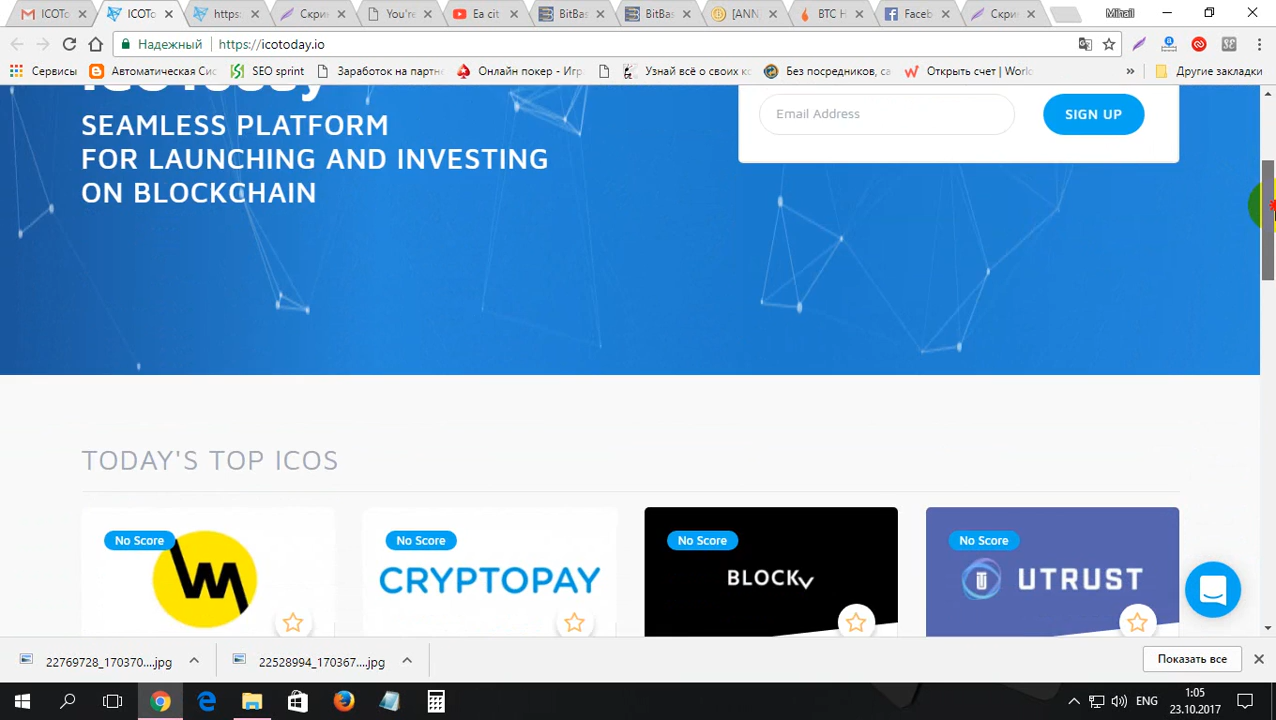 ICOTo
ICOTo
https:
Скри
You're
Ea cit
BitBas
BitBas
[ANN]
BTC H
Faceb
Скри
Mihail
Надежный
https://icotoday.io
Сервисы
Автоматическая Сис
SEO sprint
Заработок на партн
Онлайн покер - Игр
Узнай всё о своих к
Без посредников, са
Открыть счет | Worl
»
Другие закладки
SEAMLESS PLATFORM
FOR LAUNCHING AND INVESTING
ON BLOCKCHAIN
Email Address
SIGN UP
TODAY'S TOP ICOS
No Score
No Score
No Score
No Score
CRYPTOPAY
BLOCKv
UTRUST
22769728_170370....jpg
22528994_170367....jpg
Показать все
ENG
1:05
23.10.2017